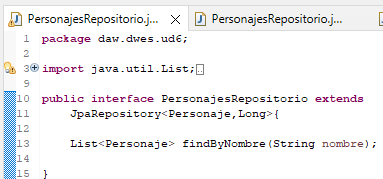 PersonajesRepositorio.j... PersonajesRepositorio.j...
1 package daw.dwes.ud6;
2
3 import java.util.List;
9
10 public interface PersonajesRepositorio extends
11 JpaRepository<Personaje,Long>{
12
13 List<Personaje> findByNombre(String nombre);
14
15 }